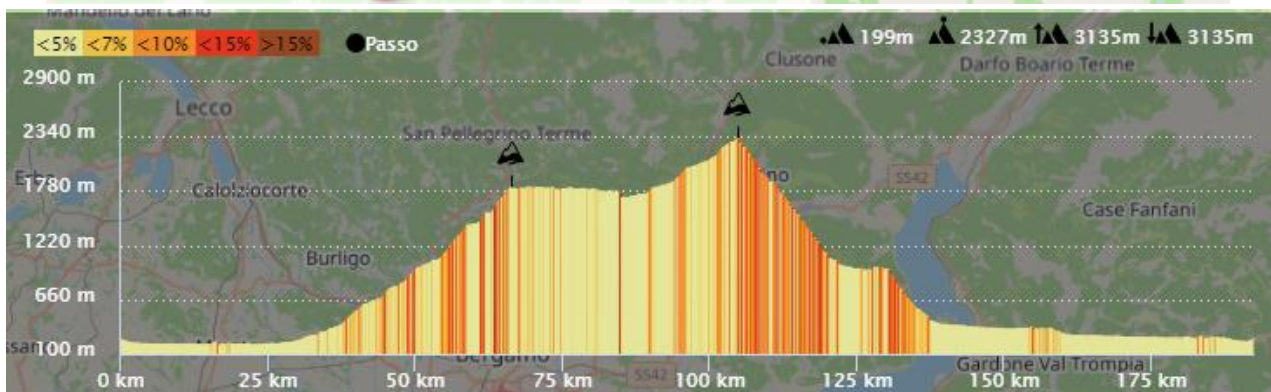 Mandello del Lario
<5% <7% <10% <15% >15% Passo 199m 2327m 3135m 3135m
Clusone Darfo Boario Terme
2900 m
Lecco
2340 m San Pellegrino Terme
1780 m Calolziocorte SS42
Case Fanfani
1220 m
Burligo
660 m
100 m Bergamo
SS42 Gardone Val Trompia
0 km 25 km 50 km 75 km 100 km 125 km 150 km 175 km